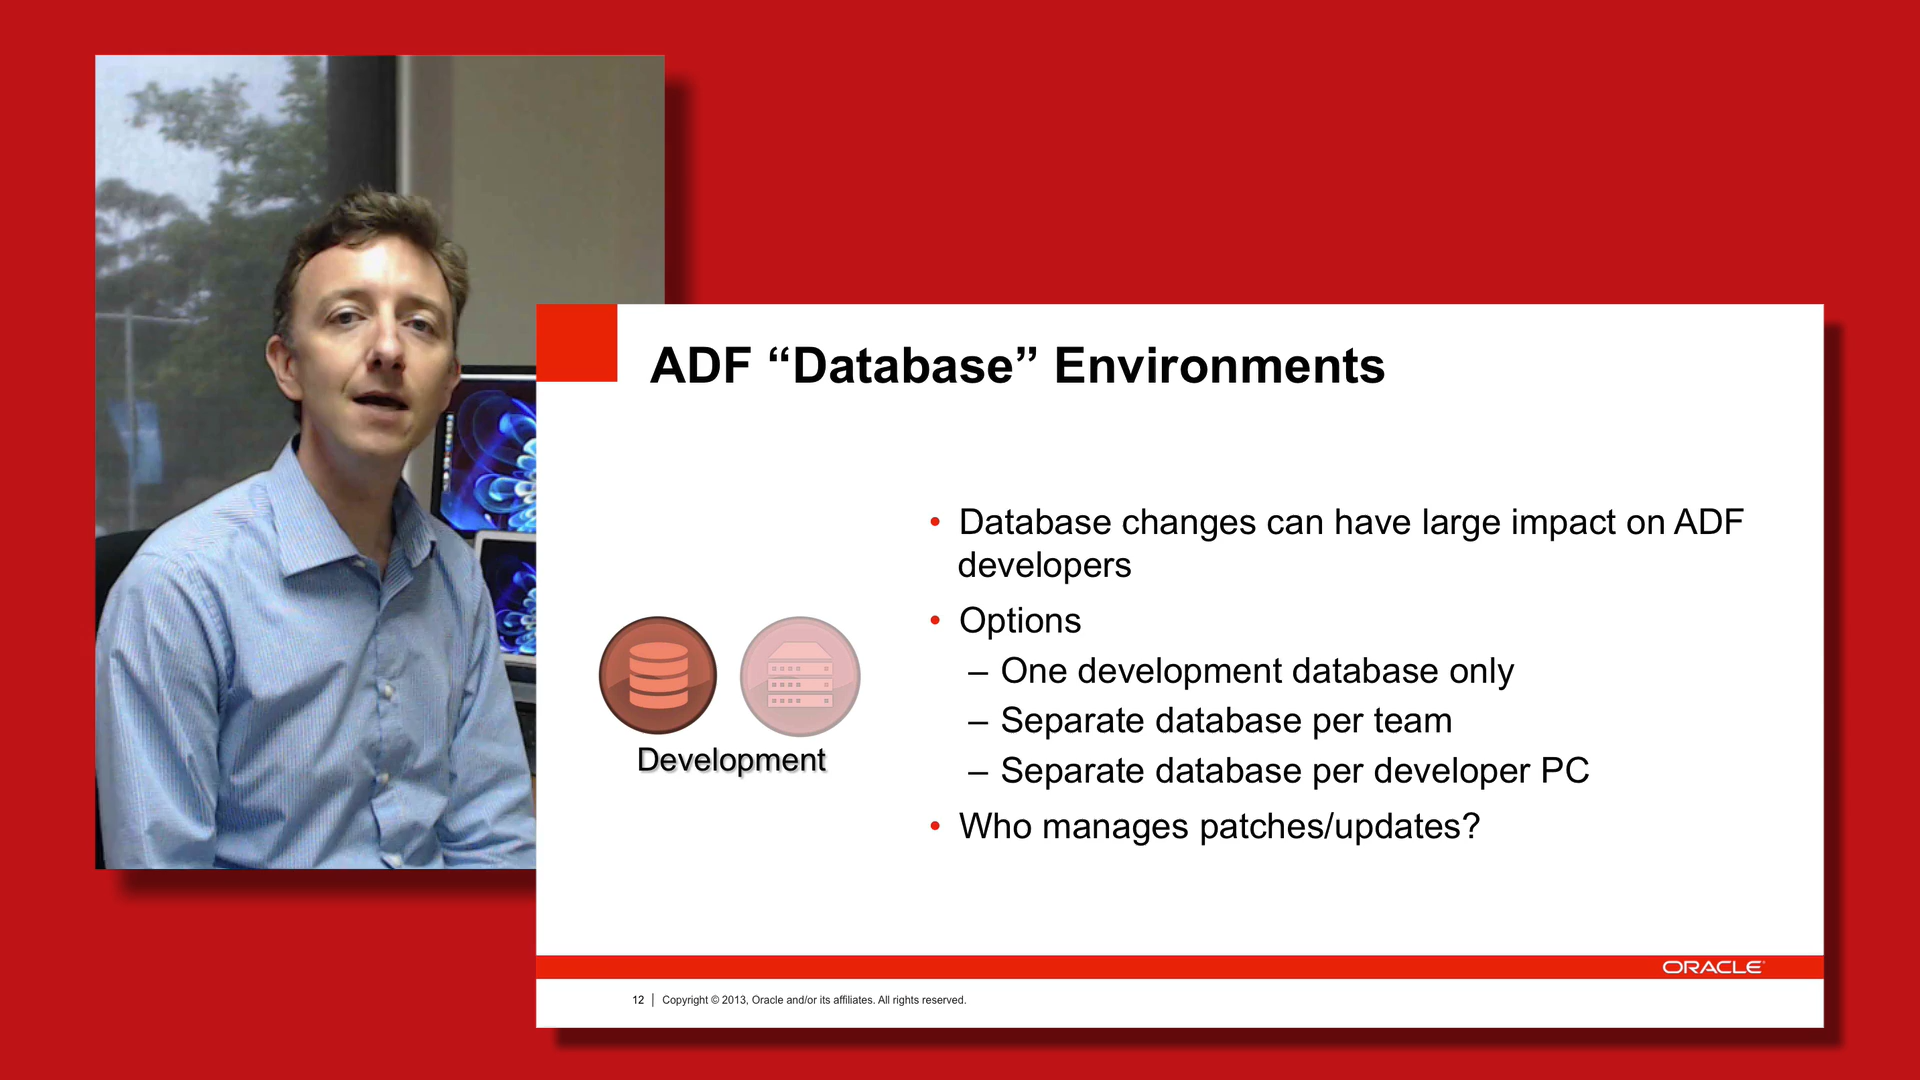 ADF “Database” Environments
• Database changes can have large impact on ADF
developers
• Options
– One development database only
– Separate database per team
– Separate database per developer PC
• Who manages patches/updates?
Development
ORACLE
12 | Copyright © 2013, Oracle and/or its affiliates. All rights reserved.